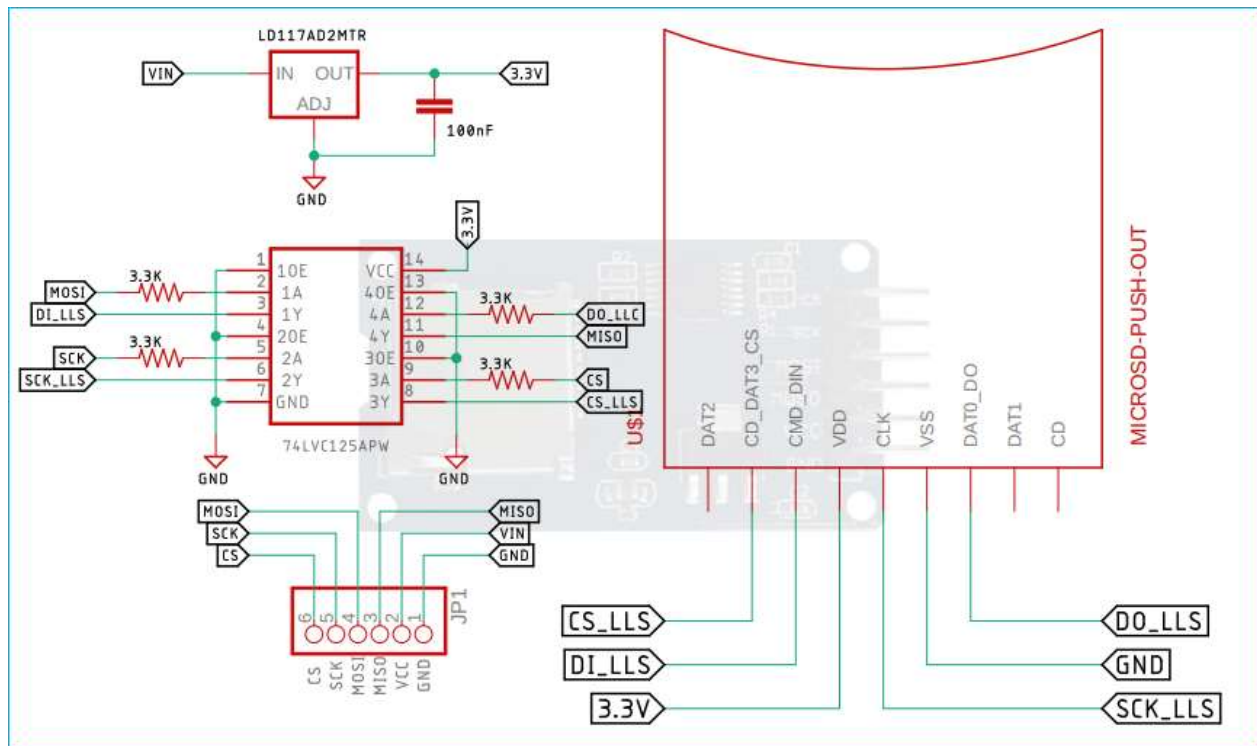 LD117AD2MTR
VIN
IN
OUT
ADJ
3.3V
100nF
GND
3.3V
1
1OE
VCC
14
MOSI
3.3K
2
1A
4OE
13
DI_LLS
3
1Y
4A
12
3.3K
DO_LLC
4
2OE
4Y
11
MISO
SCK
3.3K
5
2A
3OE
10
SCK_LLS
6
2Y
3A
9
3.3K
CS
7
GND
3Y
8
CS_LLS
74LVC125APW
GND
GND
MOSI
SCK
CS
MISO
VIN
GND
6
5
4
3
2
1
JP1
CS
SCK
MOSI
MISO
VCC
GND
MICROSD-PUSH-OUT
DAT2
CD_DAT3_CS
CMD_DIN
VDD
CLK
VSS
DAT0_DO
DAT1
CD
CS_LLS
DI_LLS
3.3V
DO_LLS
GND
SCK_LLS